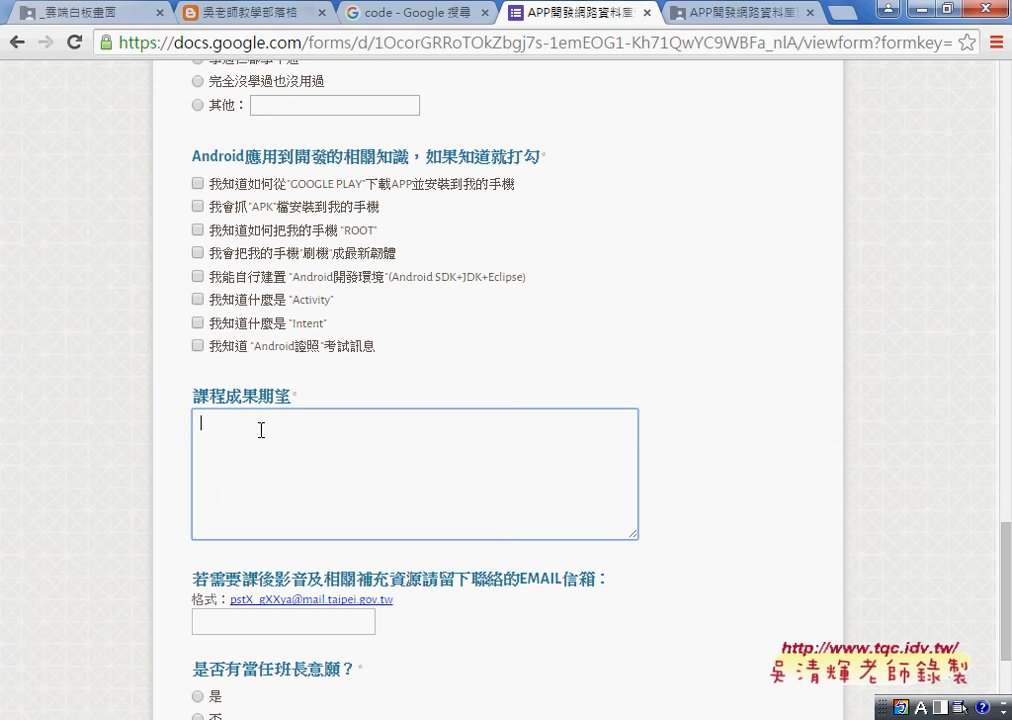 _雲端白板畫面
吳老師教學部落格
code - Google 搜尋
APP開發網路資料庫
APP開發網路資料庫
https://docs.google.com/forms/d/1OcorGRRoTOkZbgj7s-1emEOG1-Kh71QwYC9WBFa_nlA/viewform?formkey=
完全沒學過也沒用過
其他：
Android應用到開發的相關知識，如果知道就打勾*
我知道如何從"GOOGLE PLAY"下載APP並安裝到我的手機
我會抓"APK"檔安裝到我的手機
我知道如何把我的手機 "ROOT"
我會把我的手機"刷機"成最新韌體
我能自行建置 "Android開發環境"(Android SDK+JDK+Eclipse)
我知道什麼是 "Activity"
我知道什麼是 "Intent"
我知道 "Android證照"考試訊息
課程成果期望*
若需要課後影音及相關補充資源請留下聯絡的EMAIL信箱：
格式：pstX_gXXya@mail.taipei.gov.tw
是否有當任班長意願？*
是
否
http://www.tqc.idv.tw/
吳清輝老師錄製